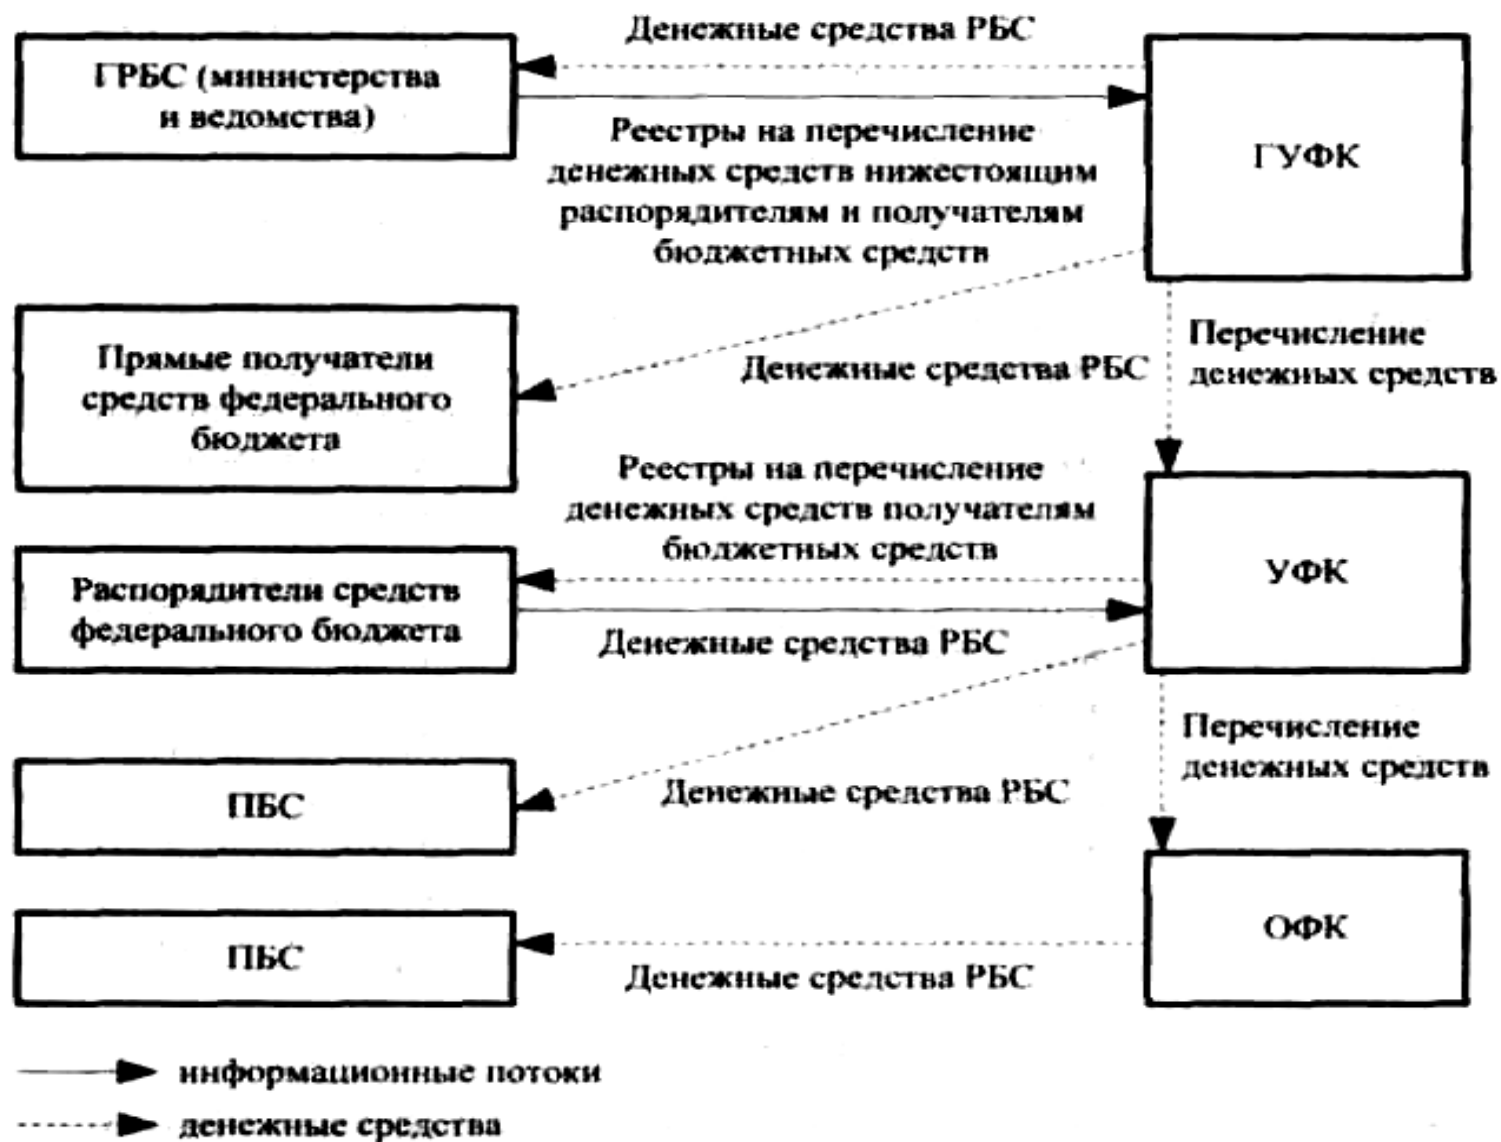 Денежные средства РБС
ГРБС (министерства
и ведомства)
ГУФК
Реестры на перечисление
денежных средств нижестоящим
распорядителям и получателям
бюджетных средств
Прямые получатели
средств федерального
бюджета
Денежные средства РБС
Перечисление
денежных средств
Реестры на перечисление
денежных средств получателям
бюджетных средств
Распорядители средств
федерального бюджета
УФК
Денежные средства РБС
Перечисление
денежных средств
ПБС
Денежные средства РБС
ОФК
ПБС
Денежные средства РБС
информационные потоки
денежные средства